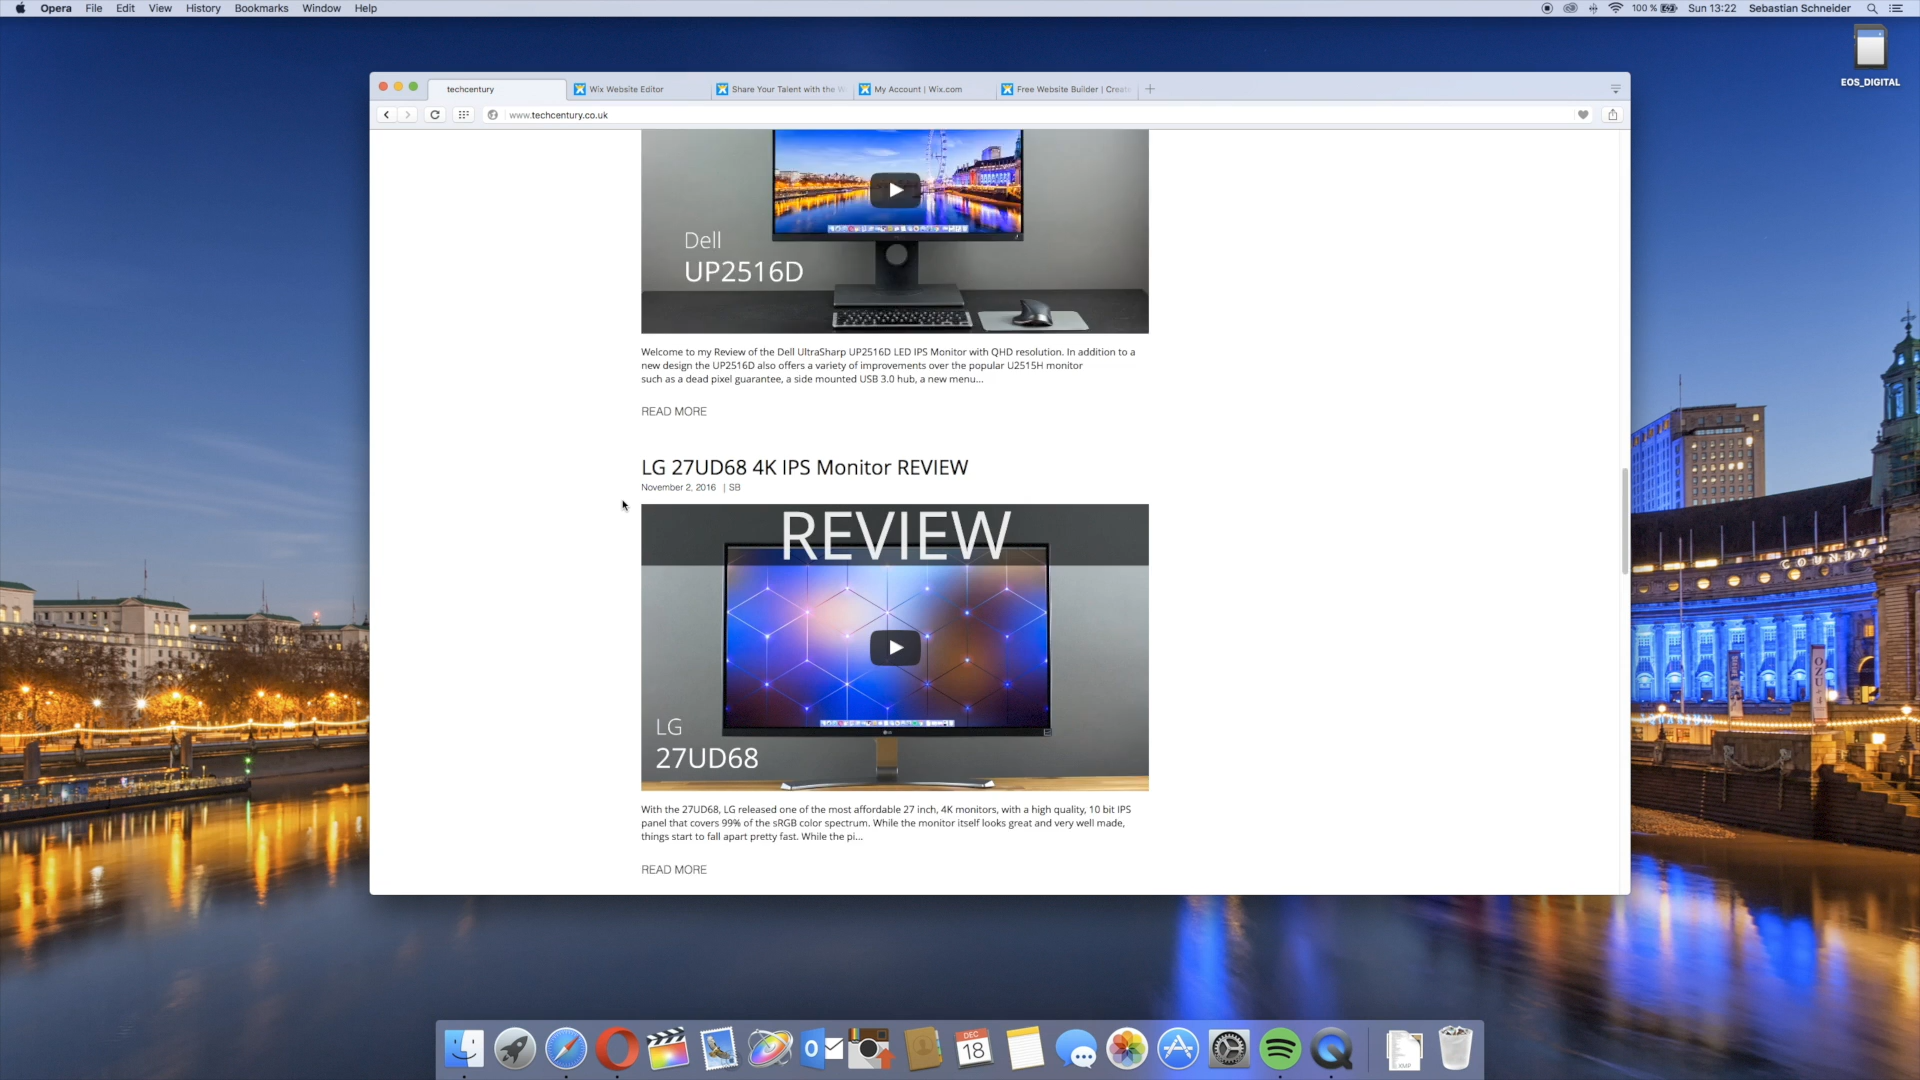 Opera File Edit View History Bookmarks Window Help
100 % Sun 13:22 Sebastian Schneider
EOS_DIGITAL
techcentury Wix Website Editor Share Your Talent with the My Account | Wix.com Free Website Builder | Create
www.techcentury.co.uk
Dell
UP2516D
Welcome to my Review of the Dell UltraSharp UP2516D LED IPS Monitor with QHD resolution. In addition to a
new design the UP2516D also offers a variety of improvements over the popular U2515H monitor
such as a dead pixel guarantee, a side mounted USB 3.0 hub, a new menu...
READ MORE
LG 27UD68 4K IPS Monitor REVIEW
November 2, 2016 | SB
REVIEW
LG
27UD68
With the 27UD68, LG released one of the most affordable 27 inch, 4K monitors, with a high quality, 10 bit IPS
panel that covers 99% of the sRGB color spectrum. While the monitor itself looks great and very well made,
things start to fall apart pretty fast. While the pi...
READ MORE
COUNTY
DEC
18